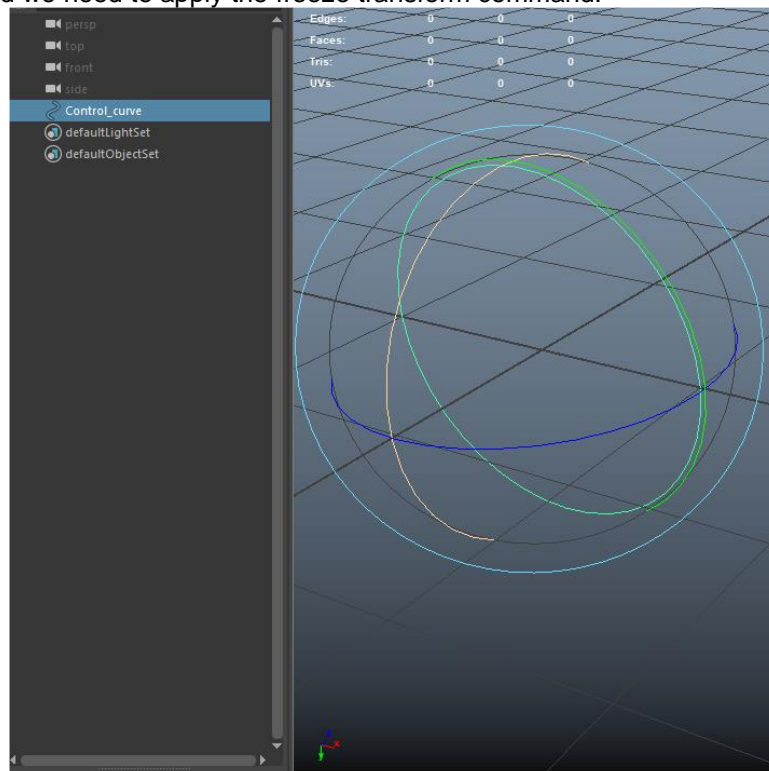 d we need to apply the freeze transform command.
persp
top
front
side
Control_curve
defaultLightSet
defaultObjectSet
Edges: 0 0 0
Faces: 0 0 0
Tris: 0 0 0
UVs: 0 0 0
x
y